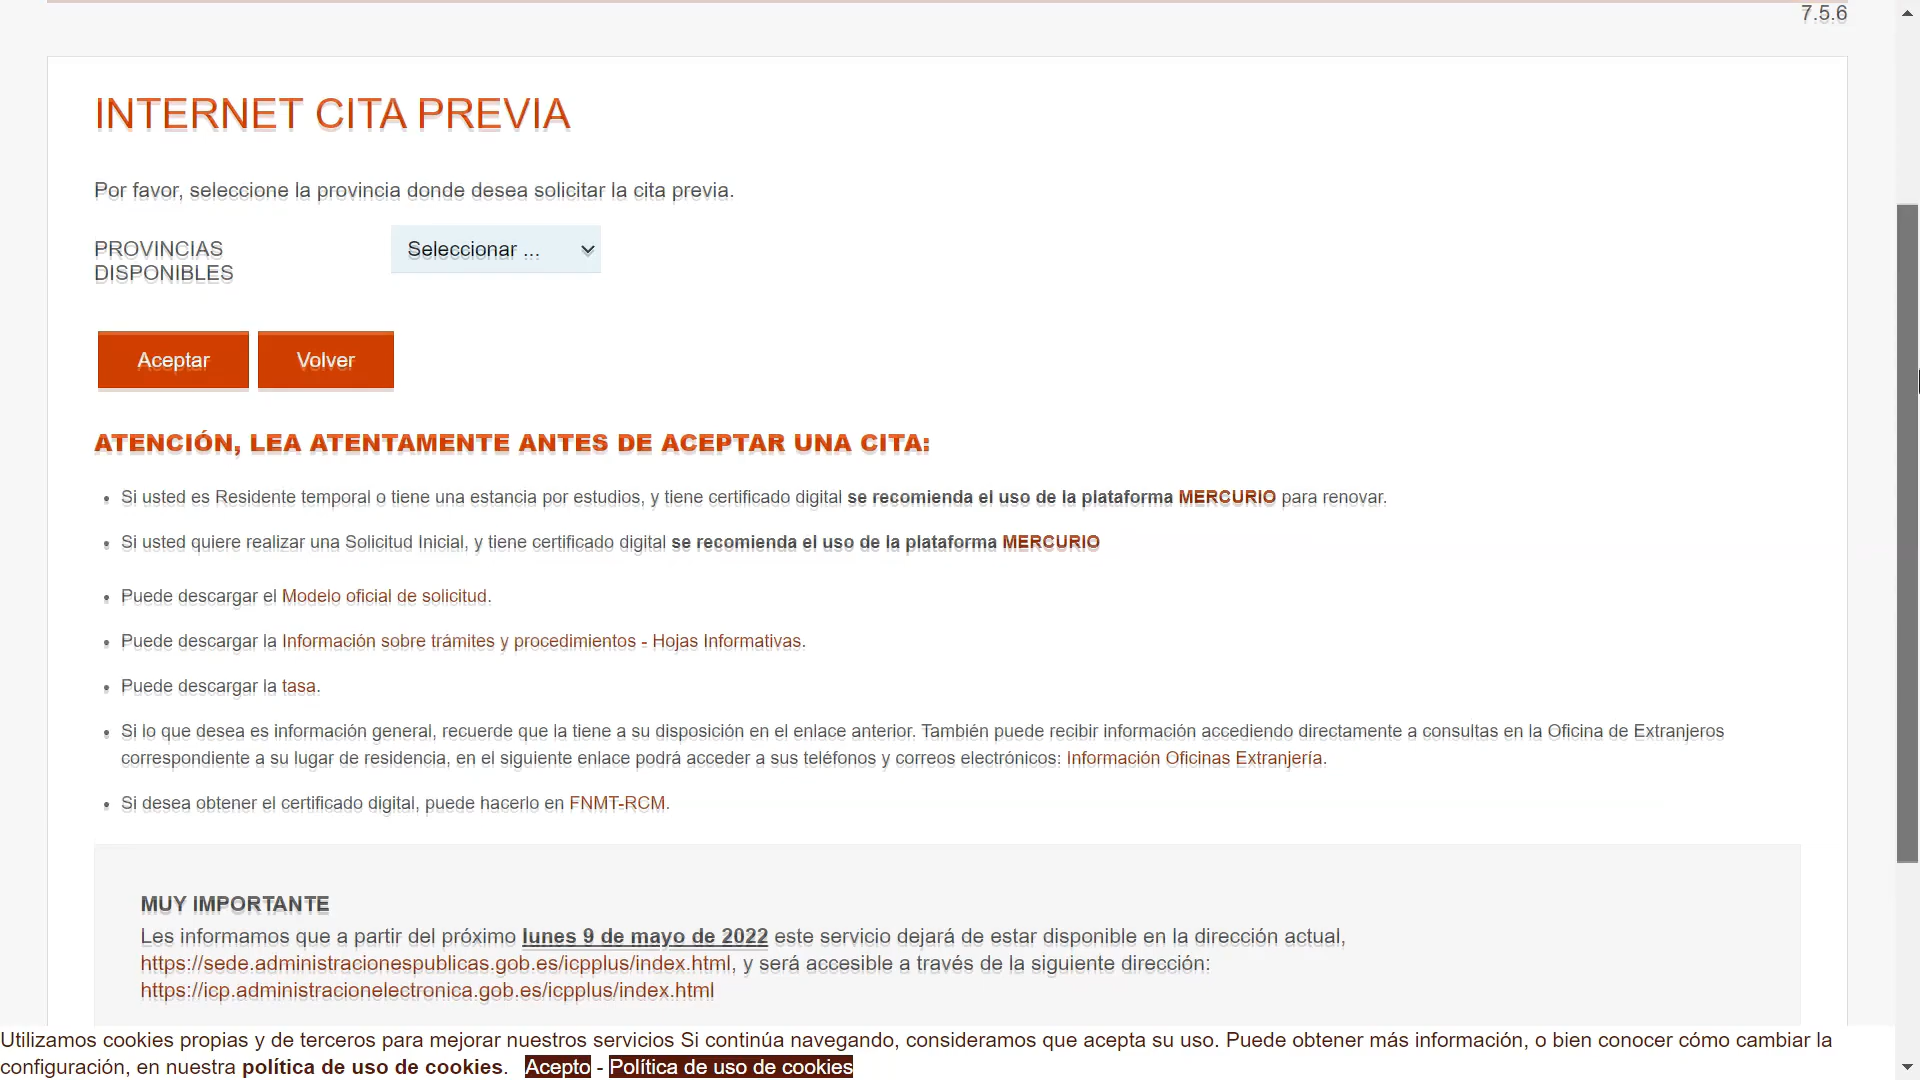 7.5.6
INTERNET CITA PREVIA
Por favor, seleccione la provincia donde desea solicitar la cita previa.
PROVINCIAS
DISPONIBLES
Seleccionar ...
Aceptar
Volver
ATENCIÓN, LEA ATENTAMENTE ANTES DE ACEPTAR UNA CITA:
Si usted es Residente temporal o tiene una estancia por estudios, y tiene certificado digital se recomienda el uso de la plataforma MERCURIO para renovar.
Si usted quiere realizar una Solicitud Inicial, y tiene certificado digital se recomienda el uso de la plataforma MERCURIO
Puede descargar el Modelo oficial de solicitud.
Puede descargar la Información sobre trámites y procedimientos - Hojas Informativas.
Puede descargar la tasa.
Si lo que desea es información general, recuerde que la tiene a su disposición en el enlace anterior. También puede recibir información accediendo directamente a consultas en la Oficina de Extranjeros
correspondiente a su lugar de residencia, en el siguiente enlace podrá acceder a sus teléfonos y correos electrónicos: Información Oficinas Extranjería.
Si desea obtener el certificado digital, puede hacerlo en FNMT-RCM.
MUY IMPORTANTE
Les informamos que a partir del próximo lunes 9 de mayo de 2022 este servicio dejará de estar disponible en la dirección actual,
https://sede.administracionespublicas.gob.es/icpplus/index.html, y será accesible a través de la siguiente dirección:
https://icp.administracionelectronica.gob.es/icpplus/index.html
Utilizamos cookies propias y de terceros para mejorar nuestros servicios Si continúa navegando, consideramos que acepta su uso. Puede obtener más información, o bien conocer cómo cambiar la
configuración, en nuestra política de uso de cookies. Acepto - Política de uso de cookies